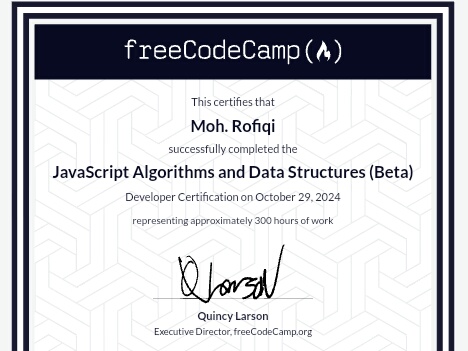 freeCodeCamp(🔥)
This certifies that
Moh. Rofiqi
successfully completed the
JavaScript Algorithms and Data Structures (Beta)
Developer Certification on October 29, 2024
representing approximately 300 hours of work
Quincy Larson
Executive Director, freeCodeCamp.org